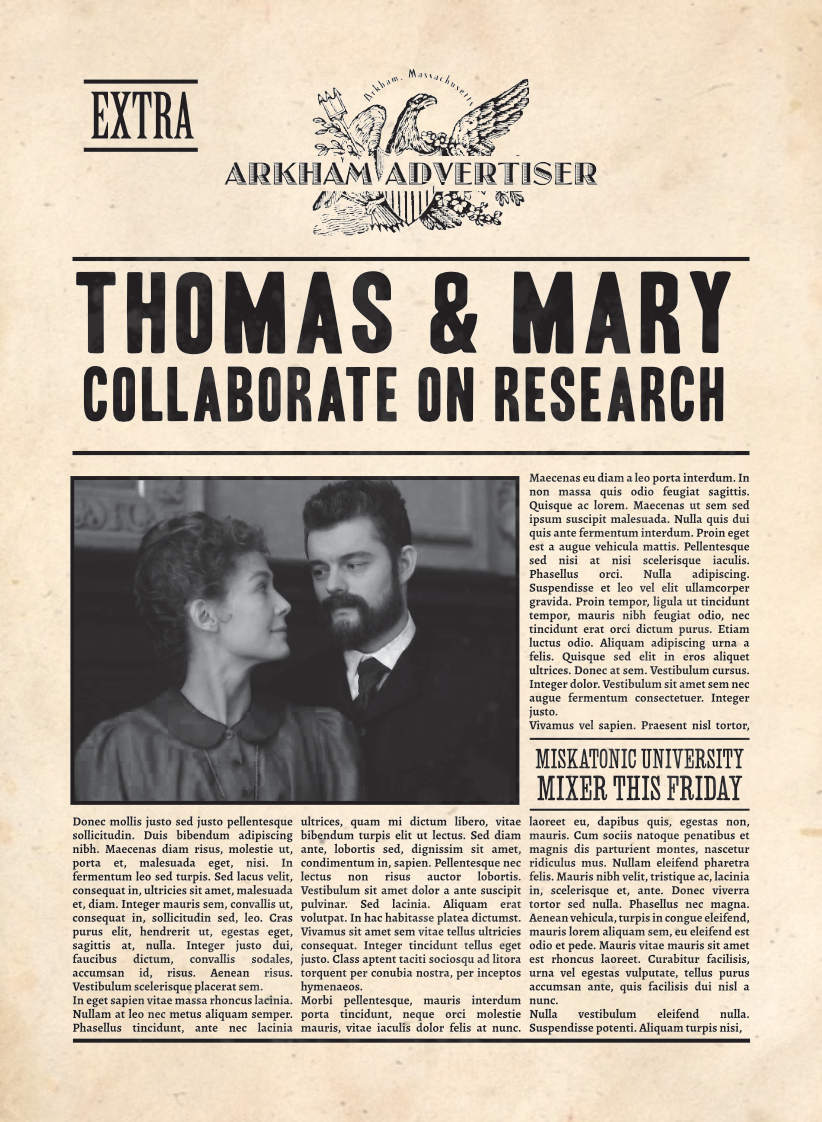 EXTRA
Arkham, Massachusetts
ARKHAM ADVERTISER
THOMAS & MARY
COLLABORATE ON RESEARCH
Maecenas eu diam a leo porta interdum. In
non massa quis odio feugiat sagittis.
Quisque ac lorem. Maecenas ut sem sed
ipsum suscipit malesuada. Nulla quis dui
quis ante fermentum interdum. Proin eget
est a augue vehicula mattis. Pellentesque
sed nisi at nisi scelerisque iaculis.
Phasellus orci. Nulla adipiscing.
Suspendisse et leo vel elit ullamcorper
gravida. Proin tempor, ligula ut tincidunt
tempor, mauris nibh feugiat odio, nec
tincidunt erat orci dictum purus. Etiam
luctus odio. Aliquam adipiscing urna a
felis. Quisque sed elit in eros aliquet
ultrices. Donec at sem. Vestibulum cursus.
Integer dolor. Vestibulum sit amet sem nec
augue fermentum consectetuer. Integer
justo.
Vivamus vel sapien. Praesent nisl tortor,
MISKATONIC UNIVERSITY
MIXER THIS FRIDAY
Donec mollis justo sed justo pellentesque
sollicitudin. Duis bibendum adipiscing
nibh. Maecenas diam risus, molestie ut,
porta et, malesuada eget, nisi. In
fermentum leo sed turpis. Sed lacus velit,
consequat in, ultricies sit amet, malesuada
et, diam. Integer mauris sem, convallis ut,
consequat in, sollicitudin sed, leo. Cras
purus elit, hendrerit ut, egestas eget,
sagittis at, nulla. Integer justo dui,
faucibus dictum, convallis sodales,
accumsan id, risus. Aenean risus.
Vestibulum scelerisque placerat sem.
In eget sapien vitae massa rhoncus lacinia.
Nullam at leo nec metus aliquam semper.
Phasellus tincidunt, ante nec lacinia
ultrices, quam mi dictum libero, vitae
bibendum turpis elit ut lectus. Sed diam
ante, lobortis sed, dignissim sit amet,
condimentum in, sapien. Pellentesque nec
lectus non risus auctor lobortis.
Vestibulum sit amet dolor a ante suscipit
pulvinar. Sed lacinia. Aliquam erat
volutpat. In hac habitasse platea dictumst.
Vivamus sit amet sem vitae tellus ultricies
consequat. Integer tincidunt tellus eget
justo. Class aptent taciti sociosqu ad litora
torquent per conubia nostra, per inceptos
hymenaeos.
Morbi pellentesque, mauris interdum
porta tincidunt, neque orci molestie
mauris, vitae iaculis dolor felis at nunc.
laoreet eu, dapibus quis, egestas non,
mauris. Cum sociis natoque penatibus et
magnis dis parturient montes, nascetur
ridiculus mus. Nullam eleifend pharetra
felis. Mauris nibh velit, tristique ac, lacinia
in, scelerisque et, ante. Donec viverra
tortor sed nulla. Phasellus nec magna.
Aenean vehicula, turpis in congue eleifend,
mauris lorem aliquam sem, eu eleifend est
odio et pede. Mauris vitae mauris sit amet
est rhoncus laoreet. Curabitur facilisis,
urna vel egestas vulputate, tellus purus
accumsan ante, quis facilisis dui nisl a
nunc.
Nulla vestibulum eleifend nulla.
Suspendisse potenti. Aliquam turpis nisi,